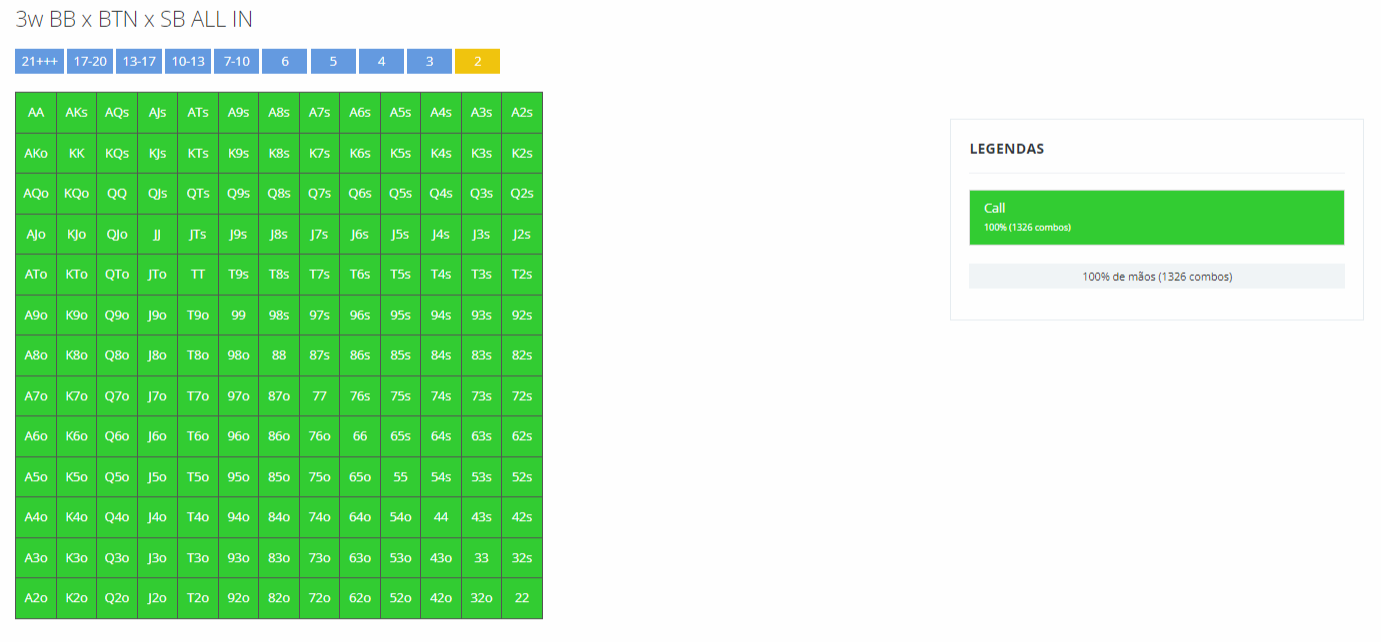 3w BB x BTN x SB ALL IN
21+++ 17-20 13-17 10-13 7-10 6 5 4 3 2
AA AKs AQs AJs ATs A9s A8s A7s A6s A5s A4s A3s A2s
AKo KK KQs KJs KTs K9s K8s K7s K6s K5s K4s K3s K2s
AQo KQo QQ QJs QTs Q9s Q8s Q7s Q6s Q5s Q4s Q3s Q2s
AJo KJo QJo JJ JTs J9s J8s J7s J6s J5s J4s J3s J2s
ATo KTo QTo JTo TT T9s T8s T7s T6s T5s T4s T3s T2s
A9o K9o Q9o J9o T9o 99 98s 97s 96s 95s 94s 93s 92s
A8o K8o Q8o J8o T8o 98o 88 87s 86s 85s 84s 83s 82s
A7o K7o Q7o J7o T7o 97o 87o 77 76s 75s 74s 73s 72s
A6o K6o Q6o J6o T6o 96o 86o 76o 66 65s 64s 63s 62s
A5o K5o Q5o J5o T5o 95o 85o 75o 65o 55 54s 53s 52s
A4o K4o Q4o J4o T4o 94o 84o 74o 64o 54o 44 43s 42s
A3o K3o Q3o J3o T3o 93o 83o 73o 63o 53o 43o 33 32s
A2o K2o Q2o J2o T2o 92o 82o 72o 62o 52o 42o 32o 22
LEGENDAS
Call
100% (1326 combos)
100% de mãos (1326 combos)